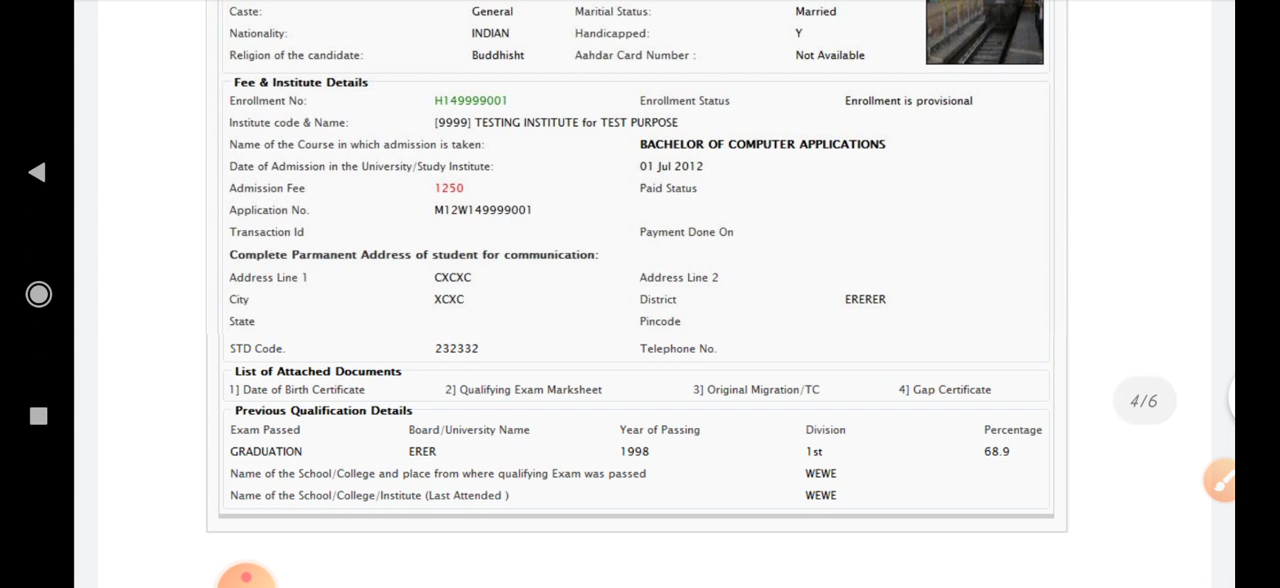 Caste: General Maritial Status: Married
Nationality: INDIAN Handicapped: Y
Religion of the candidate: Buddhisht Aahdar Card Number : Not Available
Fee & Institute Details
Enrollment No: H149999001 Enrollment Status Enrollment is provisional
Institute code & Name: [9999] TESTING INSTITUTE for TEST PURPOSE
Name of the Course in which admission is taken: BACHELOR OF COMPUTER APPLICATIONS
Date of Admission in the University/Study Institute: 01 Jul 2012
Admission Fee 1250 Paid Status
Application No. M12W149999001
Transaction Id Payment Done On
Complete Parmanent Address of student for communication:
Address Line 1 CXCXC Address Line 2
City XCXC District ERERER
State Pincode
STD Code. 232332 Telephone No.
List of Attached Documents
1] Date of Birth Certificate 2] Qualifying Exam Marksheet 3] Original Migration/TC 4] Gap Certificate
4/6
Previous Qualification Details
Exam Passed Board/University Name Year of Passing Division Percentage
GRADUATION ERER 1998 1st 68.9
Name of the School/College and place from where qualifying Exam was passed WEWE
Name of the School/College/Institute (Last Attended ) WEWE